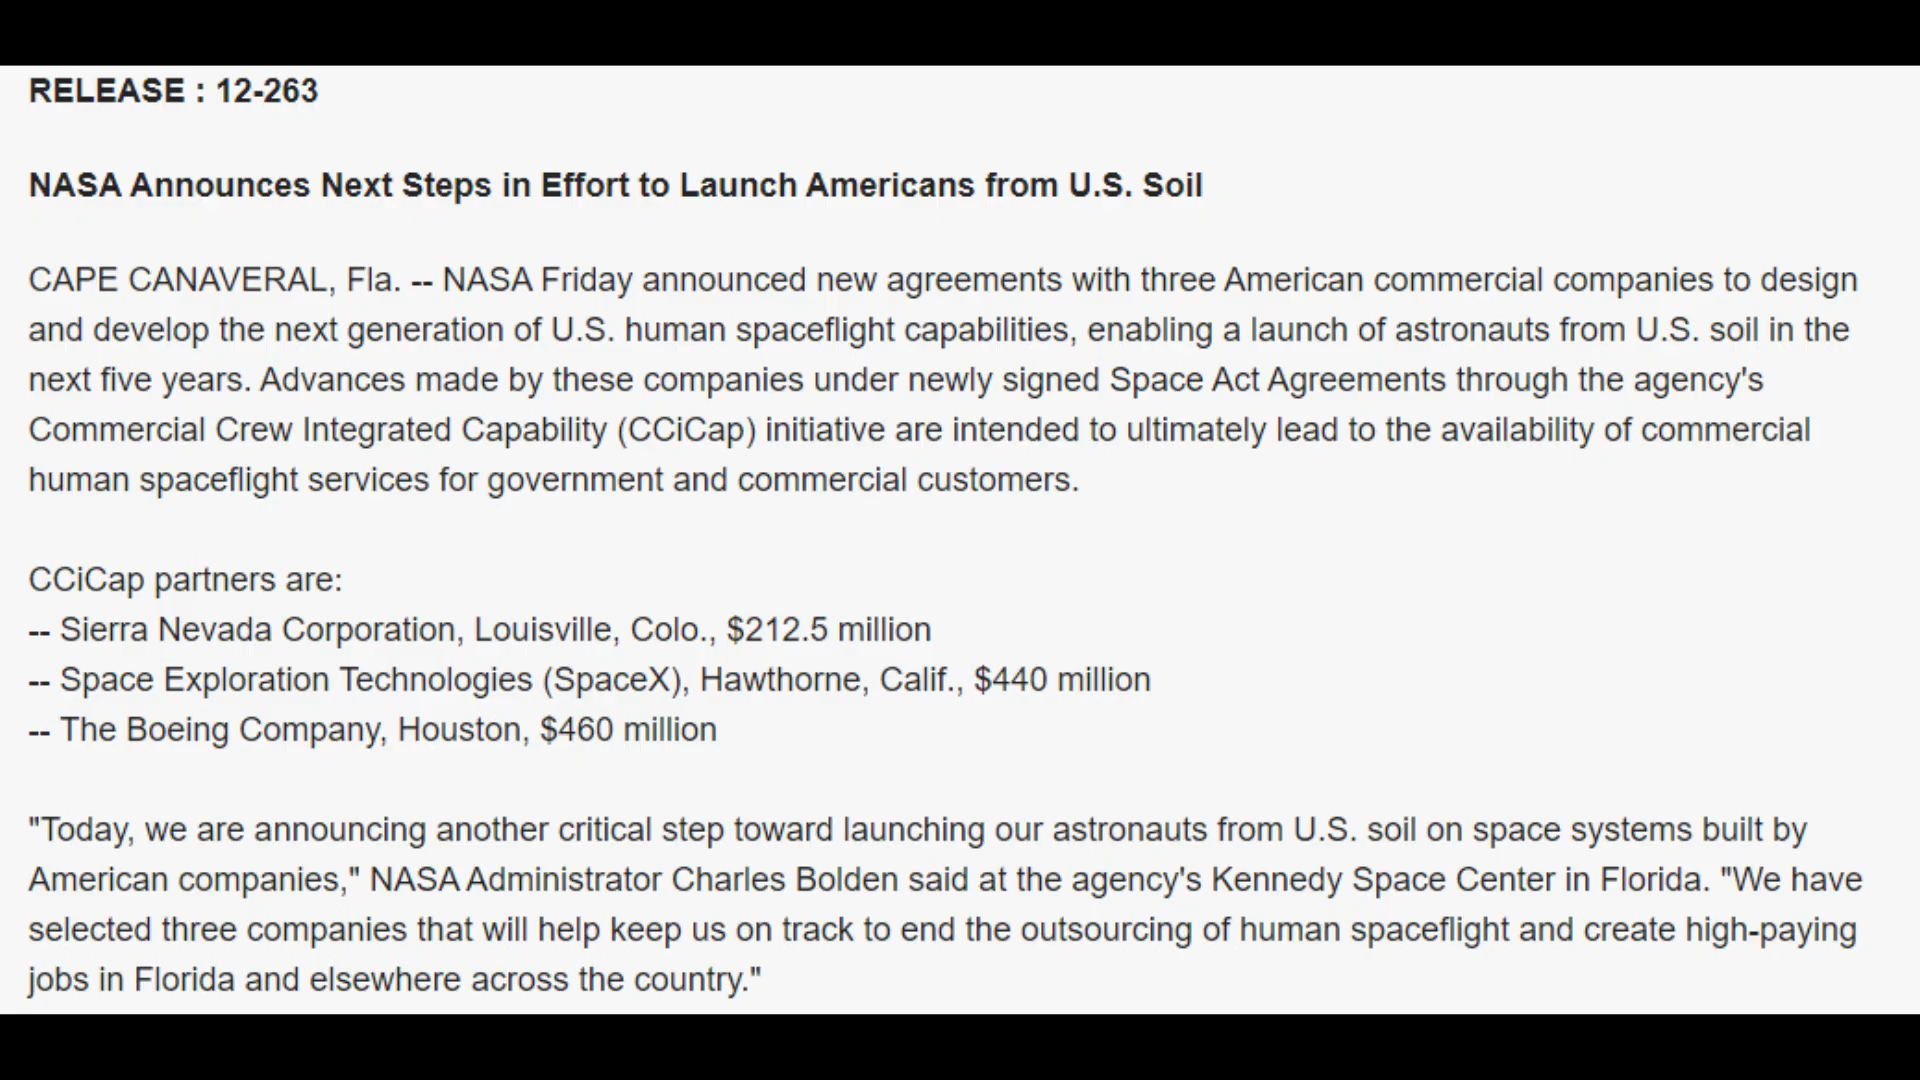 RELEASE : 12-263
NASA Announces Next Steps in Effort to Launch Americans from U.S. Soil
CAPE CANAVERAL, Fla. -- NASA Friday announced new agreements with three American commercial companies to design
and develop the next generation of U.S. human spaceflight capabilities, enabling a launch of astronauts from U.S. soil in the
next five years. Advances made by these companies under newly signed Space Act Agreements through the agency's
Commercial Crew Integrated Capability (CCiCap) initiative are intended to ultimately lead to the availability of commercial
human spaceflight services for government and commercial customers.
CCiCap partners are:
-- Sierra Nevada Corporation, Louisville, Colo., $212.5 million
-- Space Exploration Technologies (SpaceX), Hawthorne, Calif., $440 million
-- The Boeing Company, Houston, $460 million
"Today, we are announcing another critical step toward launching our astronauts from U.S. soil on space systems built by
American companies," NASA Administrator Charles Bolden said at the agency's Kennedy Space Center in Florida. "We have
selected three companies that will help keep us on track to end the outsourcing of human spaceflight and create high-paying
jobs in Florida and elsewhere across the country."